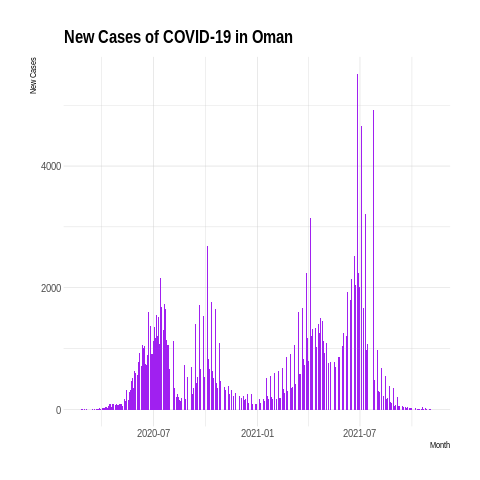 New Cases of COVID-19 in Oman
New Cases
4000
2000
0
2020-07
2021-01
2021-07
Month